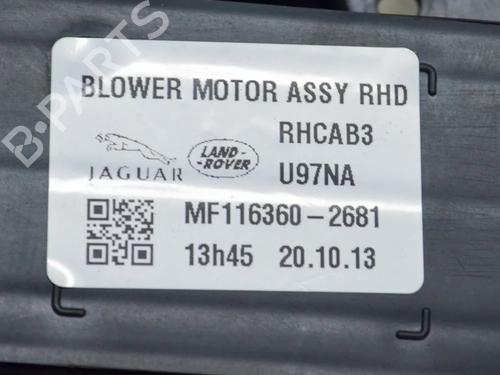 B-PARTS
BLOWER MOTOR ASSY RHD
RHCAB3
JAGUAR
LAND-
-ROVER
U97NA
MF116360-2681
13h45 20.10.13